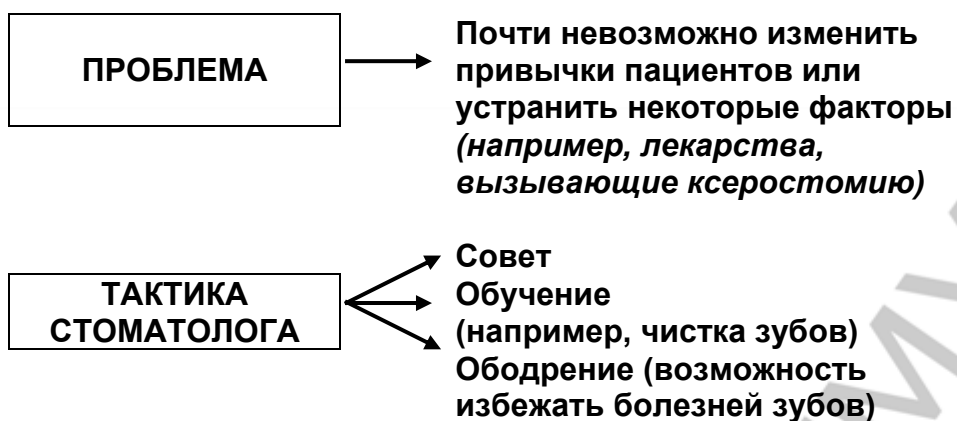 ПРОБЛЕМА
Почти невозможно изменить
привычки пациентов или
устранить некоторые факторы
(например, лекарства,
вызывающие ксеростомию)
ТАКТИКА
СТОМАТОЛОГА
Совет
Обучение
(например, чистка зубов)
Ободрение (возможность
избежать болезней зубов)